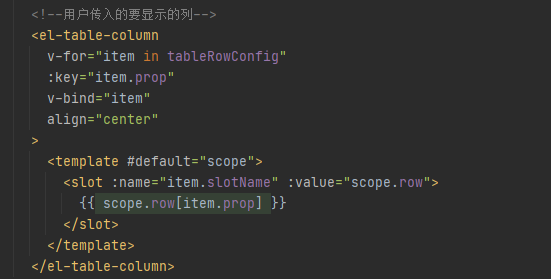 <!--用户传入的要显示的列-->
<el-table-column
v-for="item in tableRowConfig"
:key="item.prop"
v-bind="item"
align="center"
>
<template #default="scope">
<slot :name="item.slotName" :value="scope.row">
{{ scope.row[item.prop] }}
</slot>
</template>
</el-table-column>